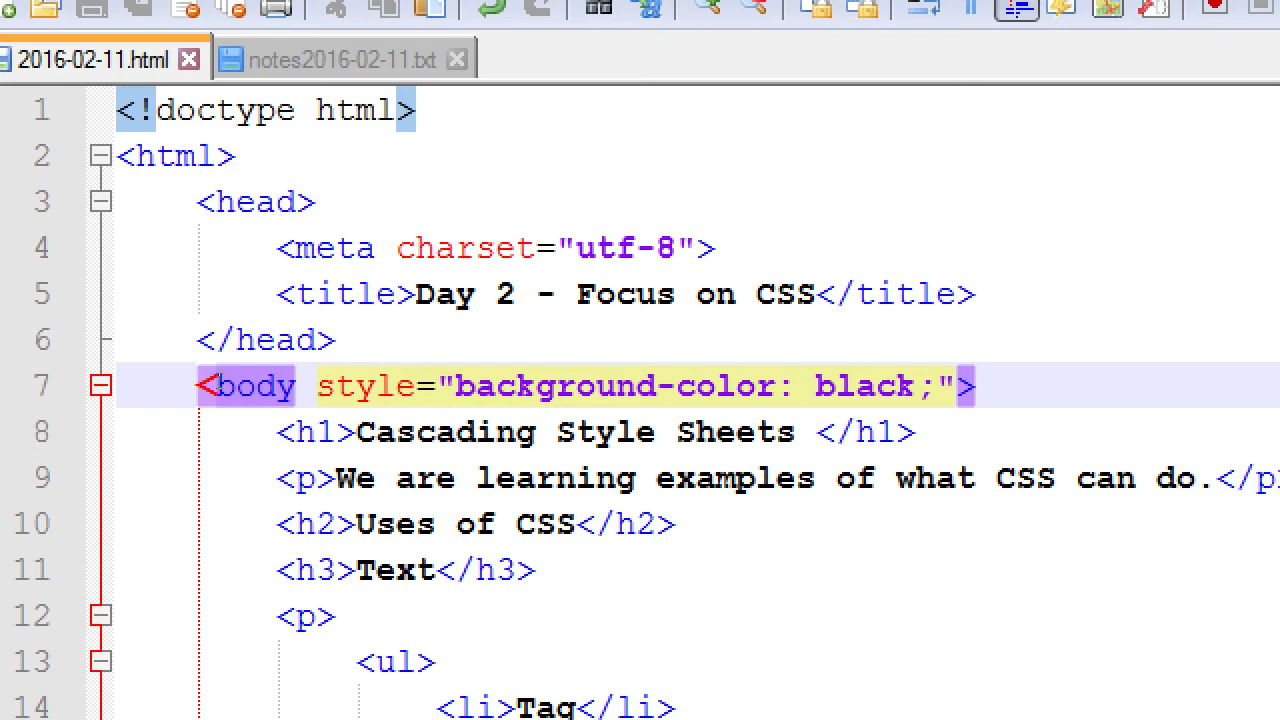 2016-02-11.html notes2016-02-11.txt
1 <!doctype html>
2 <html>
3 <head>
4 <meta charset="utf-8">
5 <title>Day 2 - Focus on CSS</title>
6 </head>
7 <body style="background-color: black;">
8 <h1>Cascading Style Sheets </h1>
9 <p>We are learning examples of what CSS can do.</p
10 <h2>Uses of CSS</h2>
11 <h3>Text</h3>
12 <p>
13 <ul>
14 <li>Tag</li>